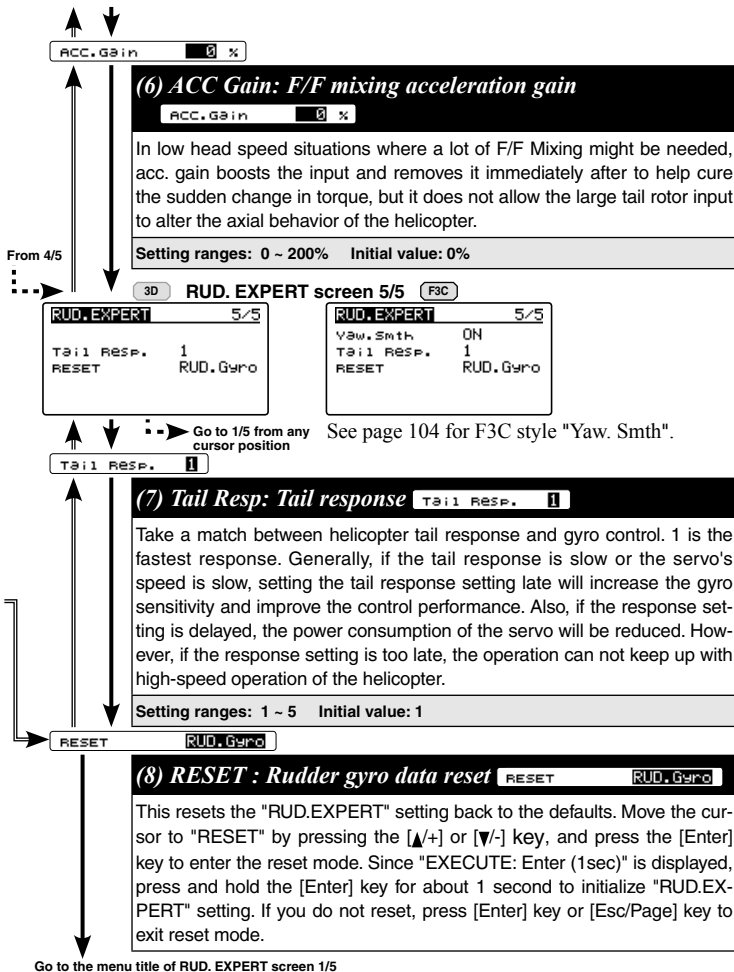 ACC.Gain 0 %
(6) ACC Gain: F/F mixing acceleration gain
ACC.Gain 0 %
In low head speed situations where a lot of F/F Mixing might be needed,
acc. gain boosts the input and removes it immediately after to help cure
the sudden change in torque, but it does not allow the large tail rotor input
to alter the axial behavior of the helicopter.
Setting ranges: 0 ~ 200% Initial value: 0%
From 4/5
3D RUD. EXPERT screen 5/5 F3C
RUD.EXPERT 5/5
Tail Resp. 1
RESET RUD.Gyro
RUD.EXPERT 5/5
Yaw.Smth ON
Tail Resp. 1
RESET RUD.Gyro
Go to 1/5 from any
cursor position
See page 104 for F3C style "Yaw. Smth".
Tail Resp. 1
(7) Tail Resp: Tail response Tail Resp. 1
Take a match between helicopter tail response and gyro control. 1 is the
fastest response. Generally, if the tail response is slow or the servo's
speed is slow, setting the tail response setting late will increase the gyro
sensitivity and improve the control performance. Also, if the response set-
ting is delayed, the power consumption of the servo will be reduced. How-
ever, if the response setting is too late, the operation can not keep up with
high-speed operation of the helicopter.
Setting ranges: 1 ~ 5 Initial value: 1
RESET RUD.Gyro
(8) RESET : Rudder gyro data reset RESET RUD.Gyro
This resets the "RUD.EXPERT" setting back to the defaults. Move the cur-
sor to "RESET" by pressing the [▲/+] or [▼/-] key, and press the [Enter]
key to enter the reset mode. Since "EXECUTE: Enter (1sec)" is displayed,
press and hold the [Enter] key for about 1 second to initialize "RUD.EX-
PERT" setting. If you do not reset, press [Enter] key or [Esc/Page] key to
exit reset mode.
Go to the menu title of RUD. EXPERT screen 1/5